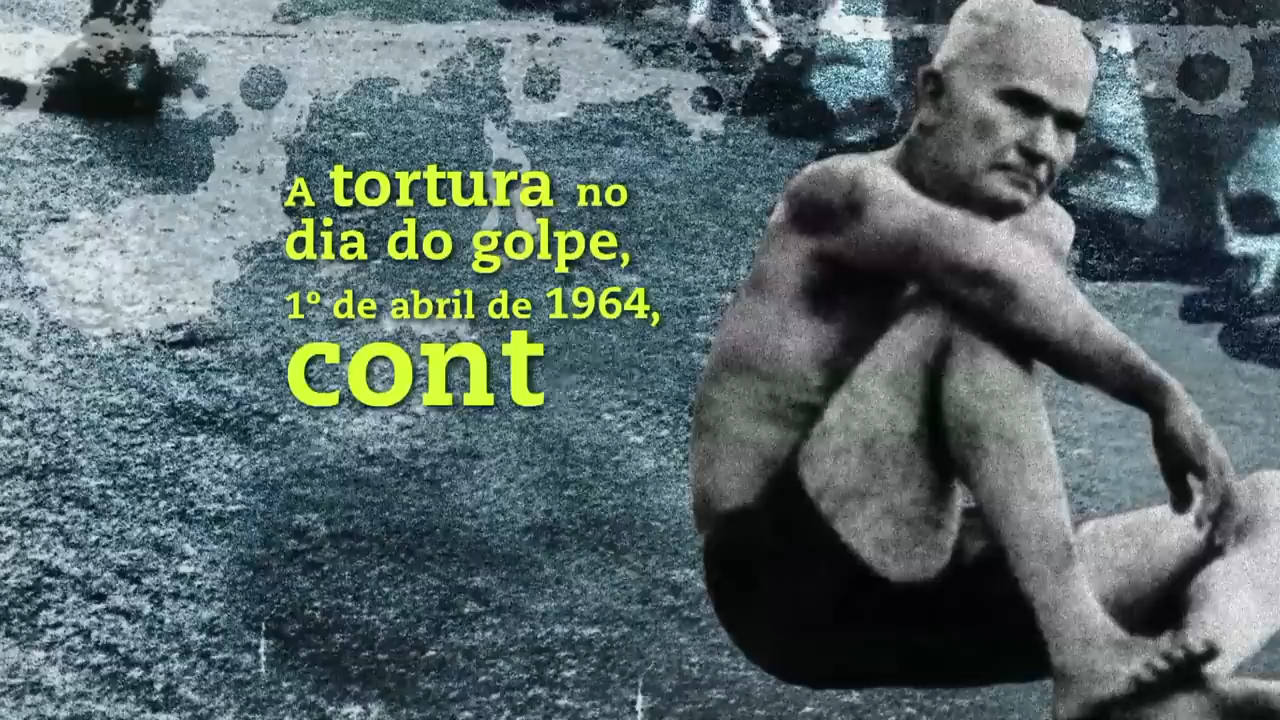 A tortura no
dia do golpe,
1º de abril de 1964,
cont